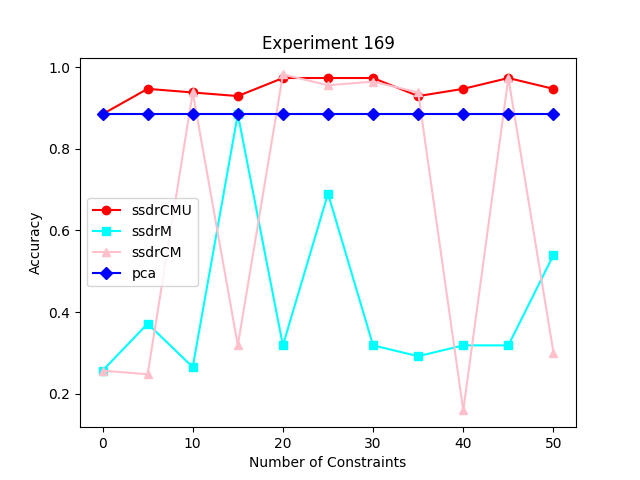 Experiment 169
1.0
0.8
0.6
0.4
0.2
Accuracy
ssdrCMU
ssdrM
ssdrCM
pca
0 10 20 30 40 50
Number of Constraints